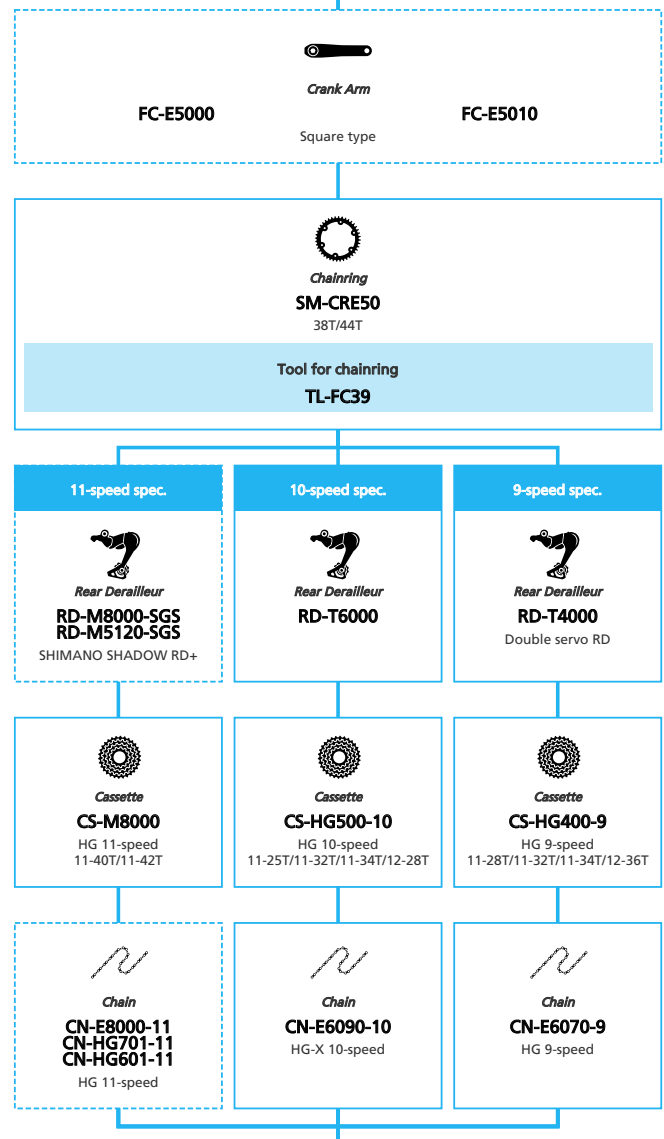 Crank Arm
FC-E5000
FC-E5010
Square type
Chainring
SM-CRE50
38T/44T
Tool for chainring
TL-FC39
11-speed spec.
Rear Derailleur
RD-M8000-SGS
RD-M5120-SGS
SHIMANO SHADOW RD+
10-speed spec.
Rear Derailleur
RD-T6000
9-speed spec.
Rear Derailleur
RD-T4000
Double servo RD
Cassette
CS-M8000
HG 11-speed
11-40T/11-42T
Cassette
CS-HG500-10
HG 10-speed
11-25T/11-32T/11-34T/12-28T
Cassette
CS-HG400-9
HG 9-speed
11-28T/11-32T/11-34T/12-36T
Chain
CN-E8000-11
CN-HG701-11
CN-HG601-11
HG 11-speed
Chain
CN-E6090-10
HG-X 10-speed
Chain
CN-E6070-9
HG 9-speed